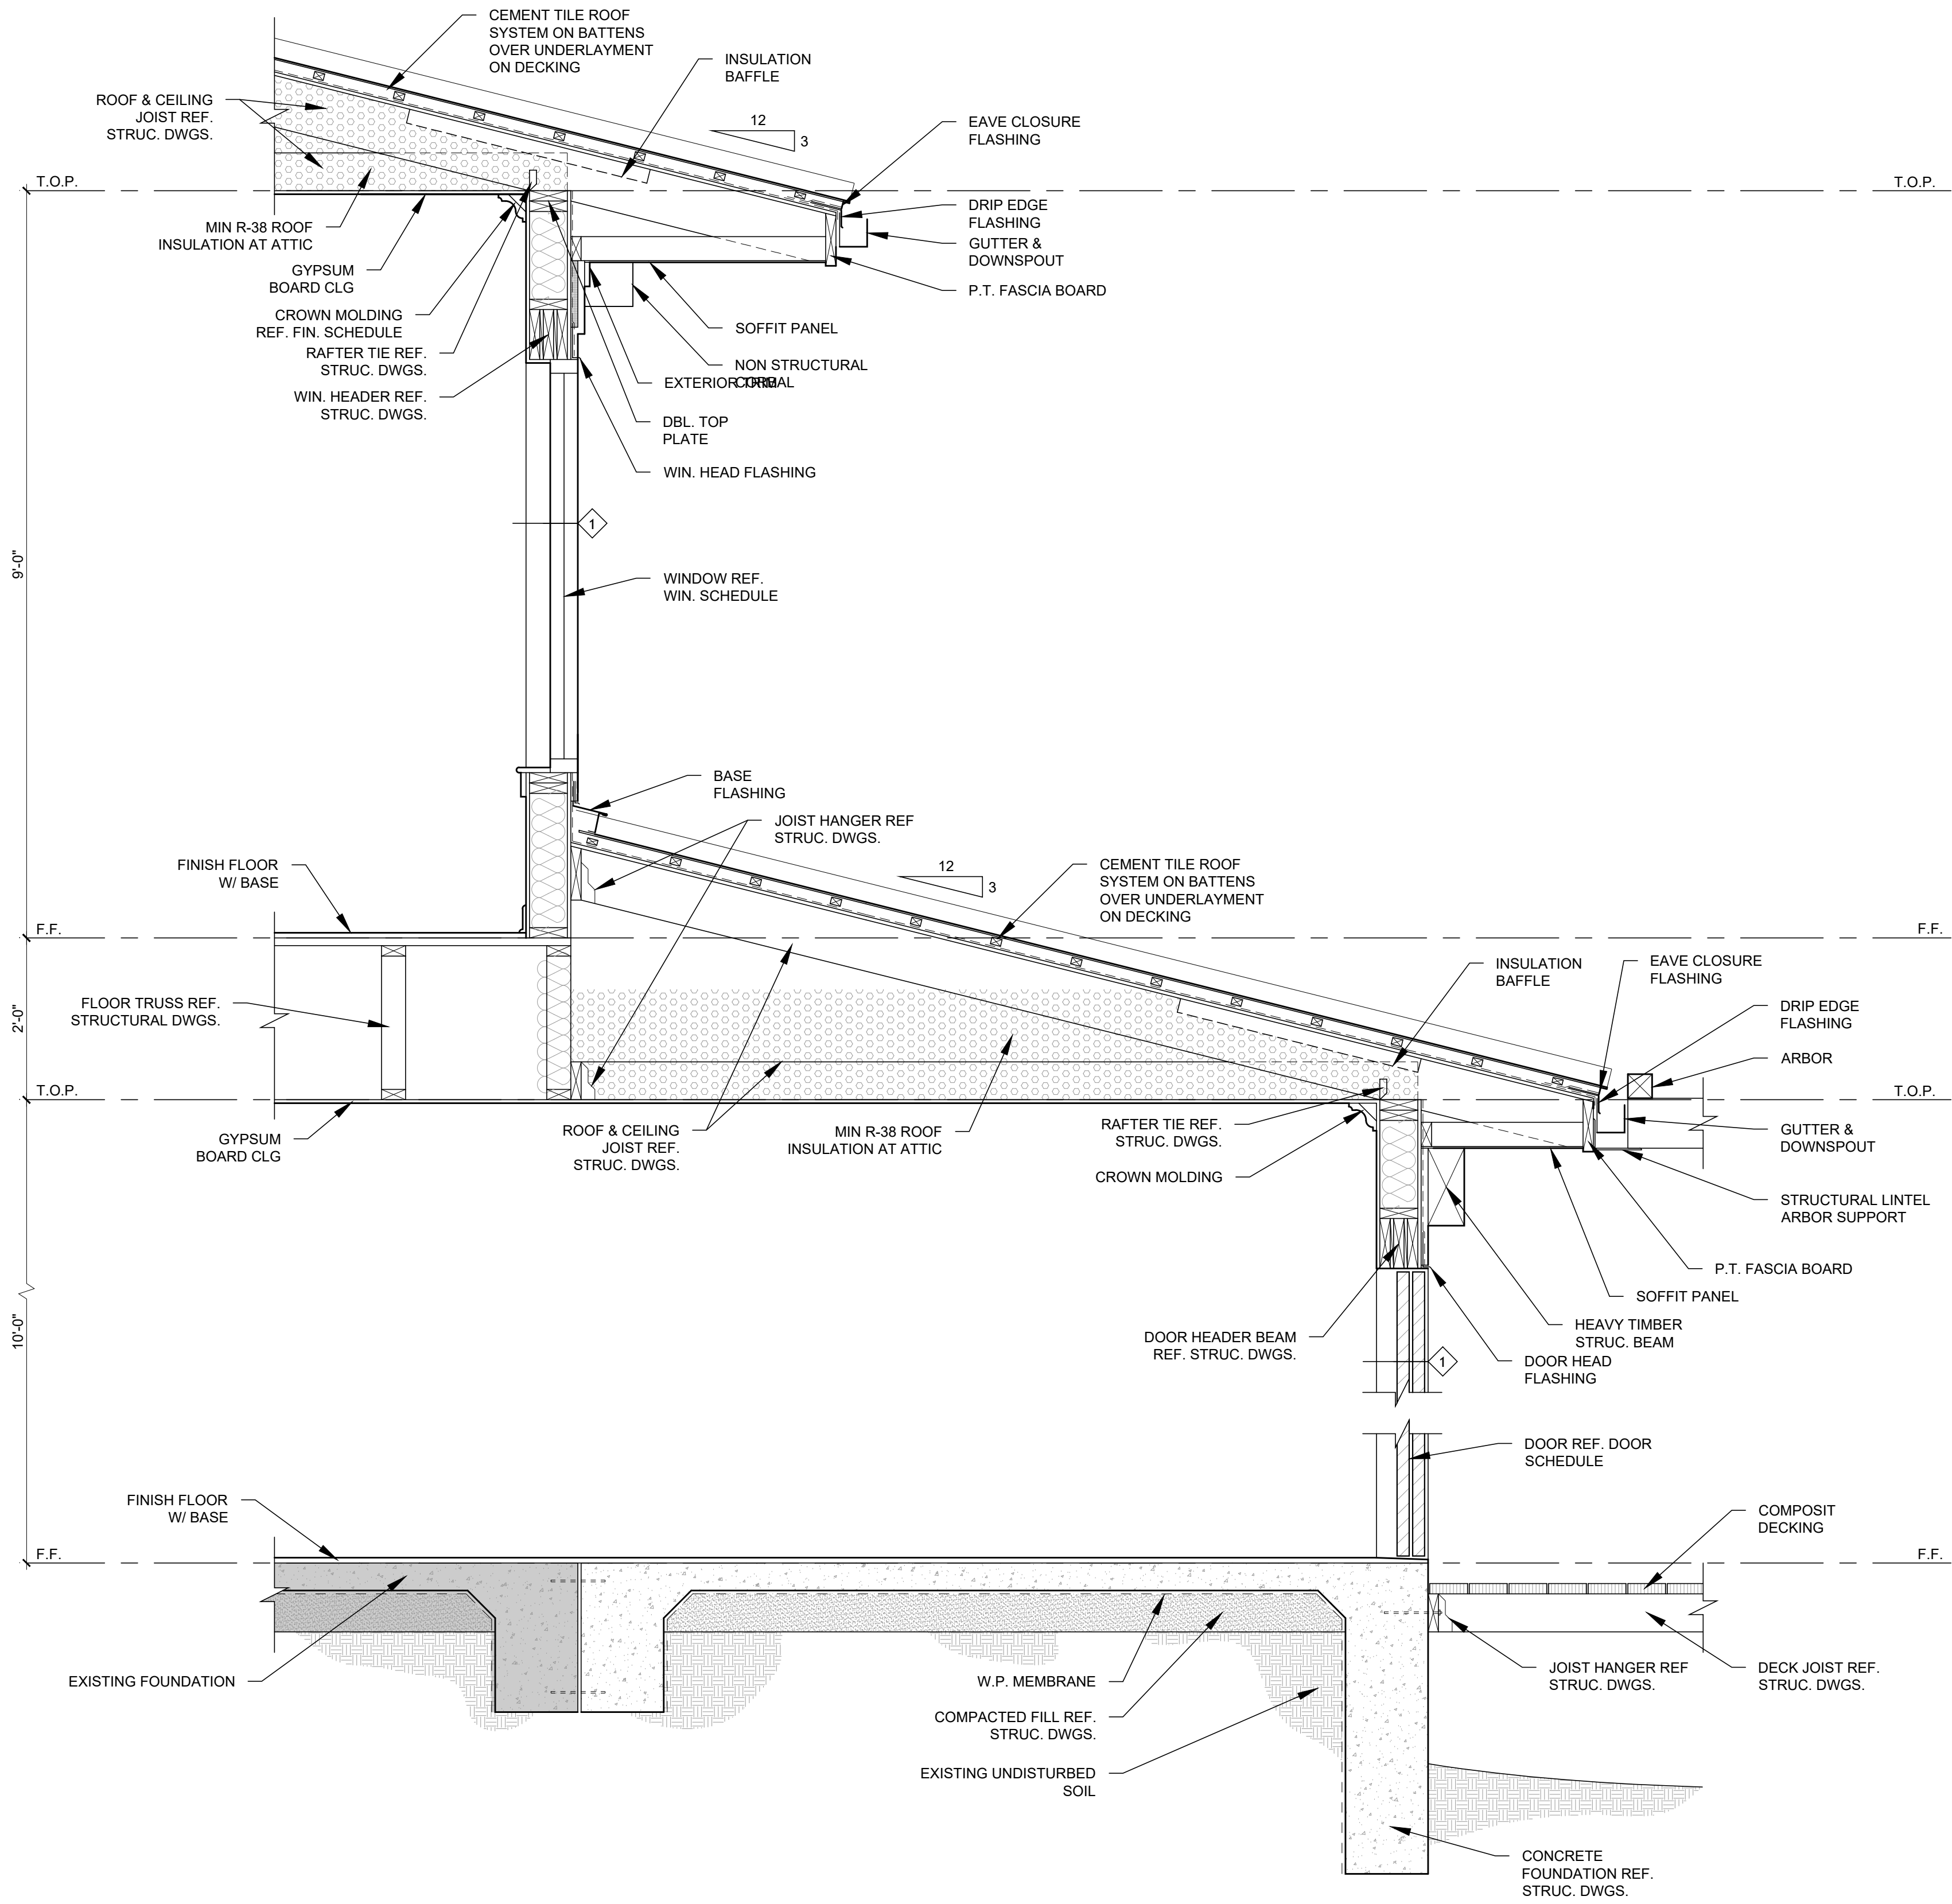 CEMENT TILE ROOF
SYSTEM ON BATTENS
OVER UNDERLAYMENT
ON DECKING
INSULATION
BAFFLE
ROOF & CEILING
JOIST REF.
STRUC. DWGS.
12
3
EAVE CLOSURE
FLASHING
T.O.P.
T.O.P.
DRIP EDGE
FLASHING
MIN R-38 ROOF
INSULATION AT ATTIC
GUTTER &
DOWNSPOUT
GYPSUM
BOARD CLG
P.T. FASCIA BOARD
CROWN MOLDING
REF. FIN. SCHEDULE
SOFFIT PANEL
RAFTER TIE REF.
STRUC. DWGS.
NON STRUCTURAL
CORBAL
EXTERIOR TRIM
WIN. HEADER REF.
STRUC. DWGS.
DBL. TOP
PLATE
WIN. HEAD FLASHING
1
9'-0"
WINDOW REF.
WIN. SCHEDULE
BASE
FLASHING
JOIST HANGER REF
STRUC. DWGS.
FINISH FLOOR
W/ BASE
12
3
CEMENT TILE ROOF
SYSTEM ON BATTENS
OVER UNDERLAYMENT
ON DECKING
F.F.
F.F.
INSULATION
BAFFLE
EAVE CLOSURE
FLASHING
FLOOR TRUSS REF.
STRUCTURAL DWGS.
2'-0"
DRIP EDGE
FLASHING
ARBOR
T.O.P.
T.O.P.
GYPSUM
BOARD CLG
ROOF & CEILING
JOIST REF.
STRUC. DWGS.
MIN R-38 ROOF
INSULATION AT ATTIC
RAFTER TIE REF.
STRUC. DWGS.
GUTTER &
DOWNSPOUT
CROWN MOLDING
STRUCTURAL LINTEL
ARBOR SUPPORT
P.T. FASCIA BOARD
SOFFIT PANEL
10'-0"
HEAVY TIMBER
STRUC. BEAM
DOOR HEADER BEAM
REF. STRUC. DWGS.
1
DOOR HEAD
FLASHING
DOOR REF. DOOR
SCHEDULE
FINISH FLOOR
W/ BASE
COMPOSIT
DECKING
F.F.
F.F.
EXISTING FOUNDATION
W.P. MEMBRANE
JOIST HANGER REF
STRUC. DWGS.
DECK JOIST REF.
STRUC. DWGS.
COMPACTED FILL REF.
STRUC. DWGS.
EXISTING UNDISTURBED
SOIL
CONCRETE
FOUNDATION REF.
STRUC. DWGS.